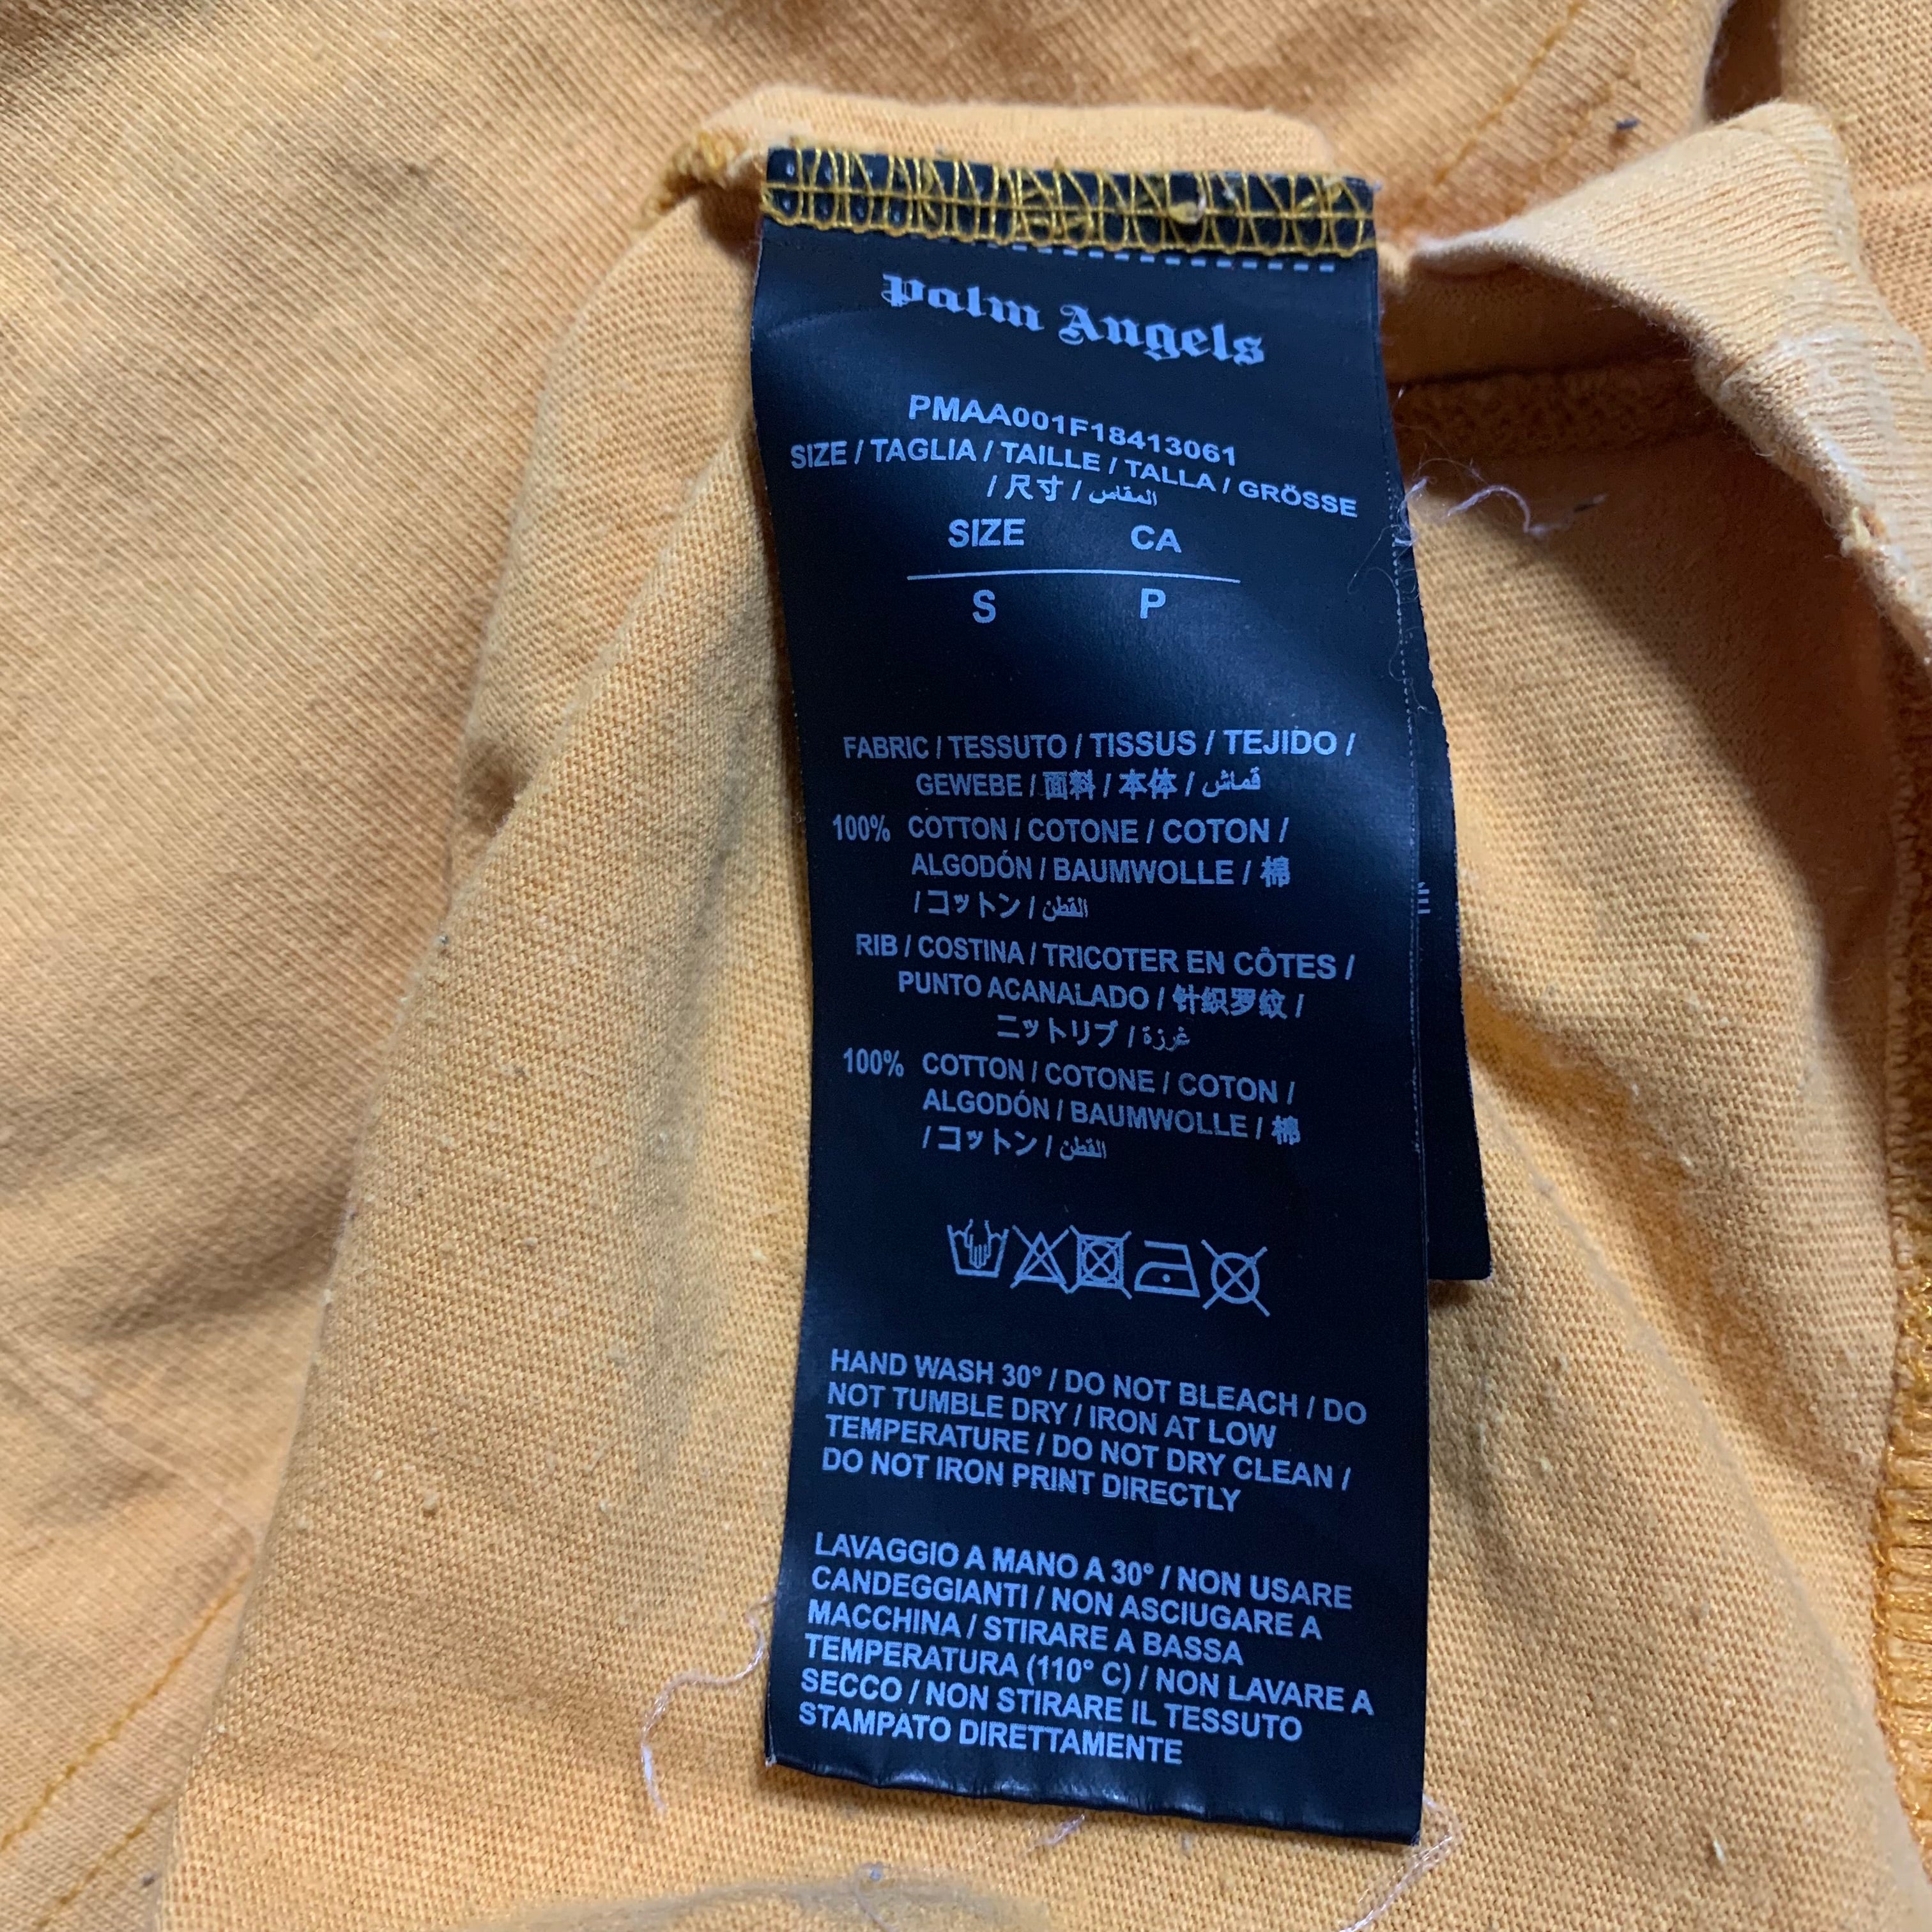 Palm Angels
PMAA001F18413061
SIZE / TAGLIA / TAILLE / TALLA / GRÖSSE
/ 尺寸 / المقاس
SIZE CA
S P
FABRIC / TESSUTO / TISSUS / TEJIDO /
GEWEBE / 面料 / 本体 / قماش
100% COTTON / COTONE / COTON /
ALGODÓN / BAUMWOLLE / 棉
/ コットン / القطن
RIB / COSTINA / TRICOTER EN CÔTES /
PUNTO ACANALADO / 针织罗纹 /
ニットリブ / غرزة
100% COTTON / COTONE / COTON /
ALGODÓN / BAUMWOLLE / 棉
/ コットン / القطن
HAND WASH 30° / DO NOT BLEACH / DO
NOT TUMBLE DRY / IRON AT LOW
TEMPERATURE / DO NOT DRY CLEAN /
DO NOT IRON PRINT DIRECTLY
LAVAGGIO A MANO A 30° / NON USARE
CANDEGGIANTI / NON ASCIUGARE A
MACCHINA / STIRARE A BASSA
TEMPERATURA (110° C) / NON LAVARE A
SECCO / NON STIRARE IL TESSUTO
STAMPATO DIRETTAMENTE